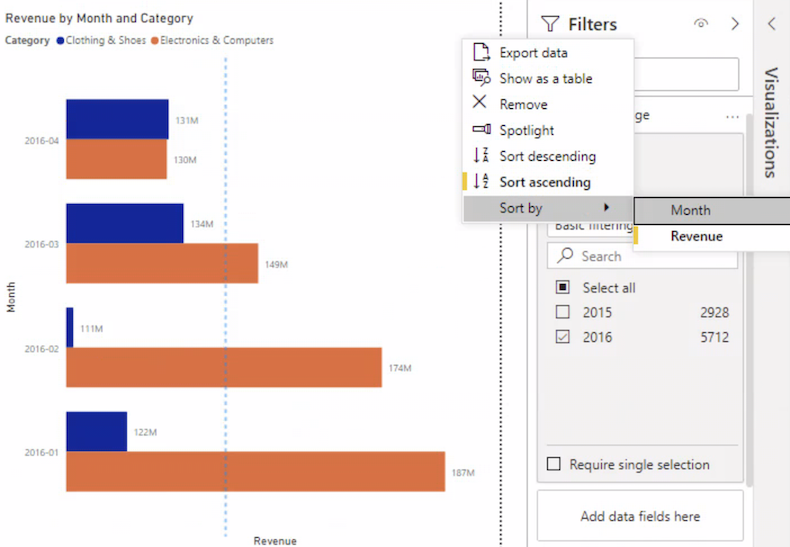 Revenue by Month and Category
Category Clothing & Shoes Electronics & Computers
2016-04
131M
130M
2016-03
134M
149M
Month
2016-02
111M
174M
2016-01
122M
187M
Revenue
Filters
Export data
Show as a table
Remove
Spotlight
Sort descending
Sort ascending
Sort by
Month
Revenue
ge
Basic filtering
Search
Select all
2015 2928
2016 5712
Require single selection
Add data fields here
Visualizations